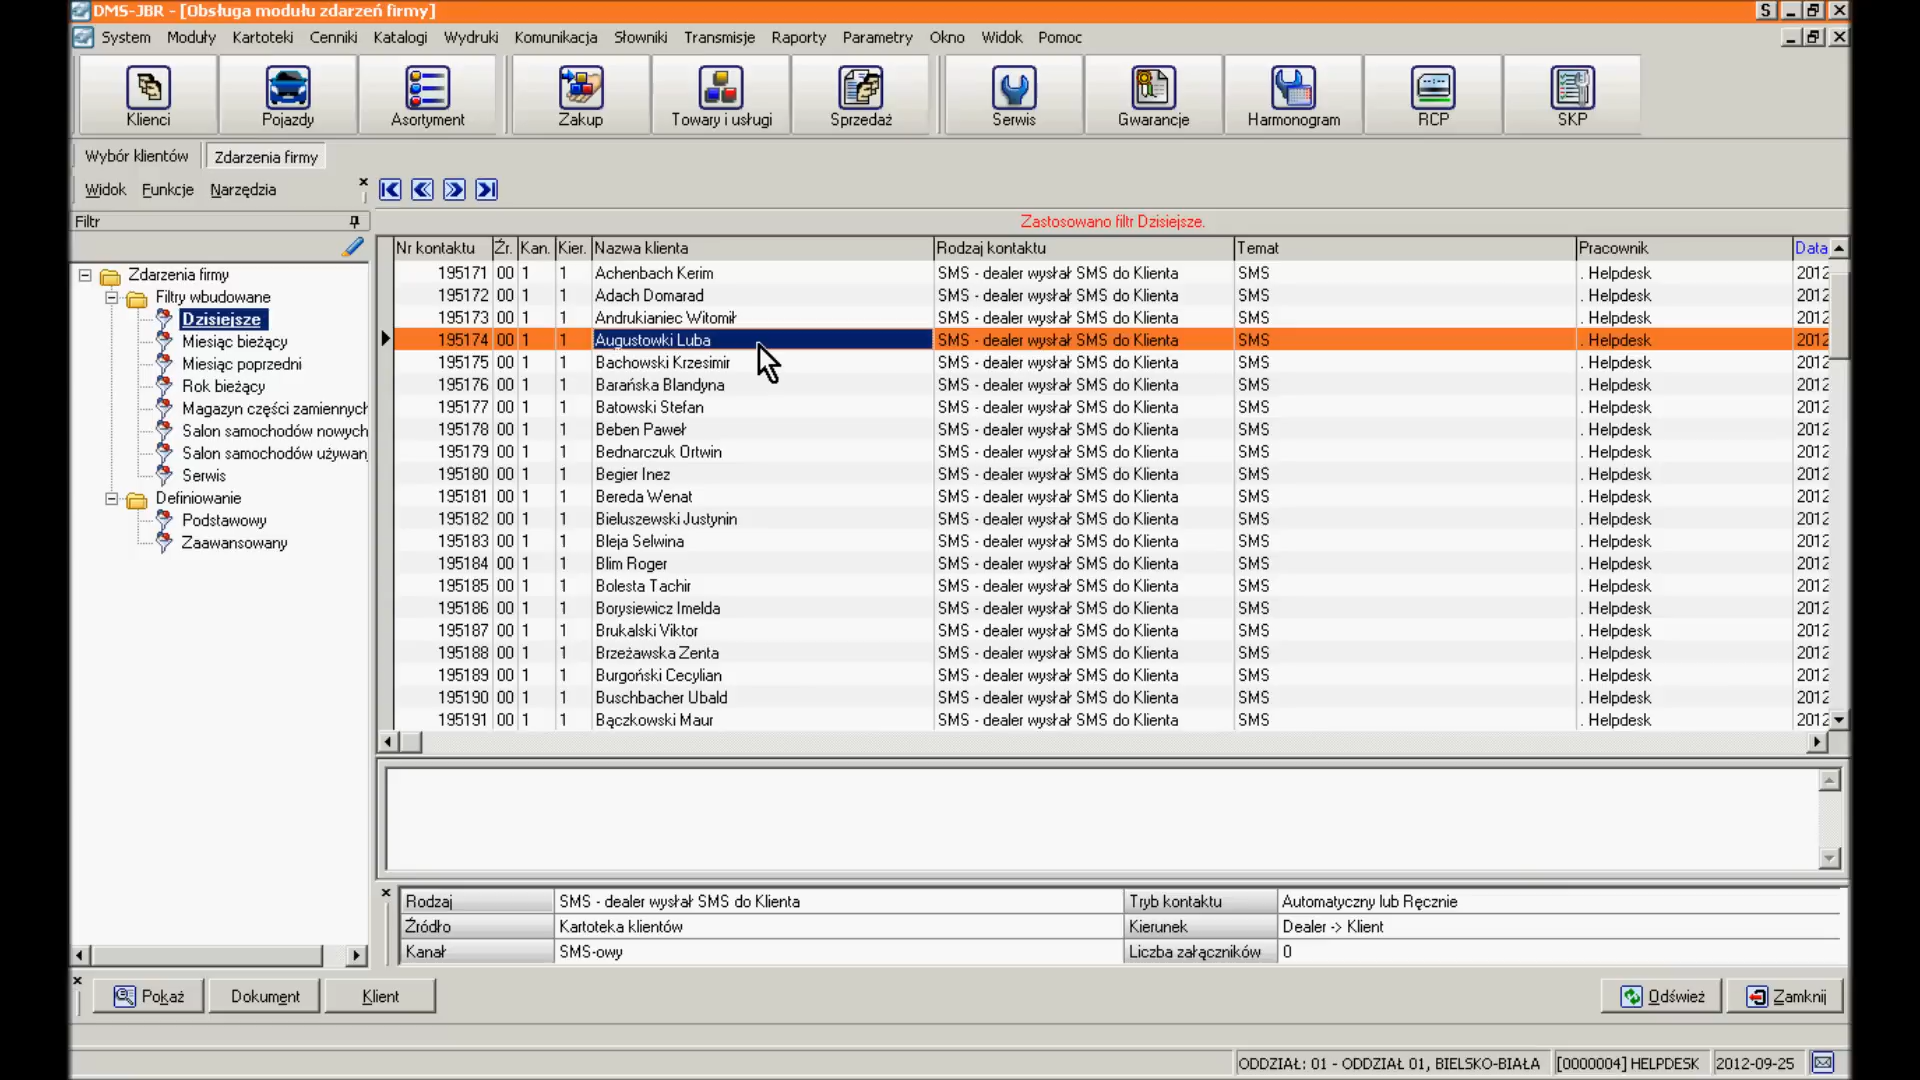 DMS-JBR - [Obsługa modułu zdarzeń firmy]
S
System Moduły Kartoteki Cenniki Katalogi Wydruki Komunikacja Słowniki Transmisje Raporty Parametry Okno Widok Pomoc
Klienci Pojazdy Asortyment Zakup Towary i usługi Sprzedaż Serwis Gwarancje Harmonogram RCP SKP
Wybór klientów Zdarzenia firmy
Widok Funkcje Narzędzia
Filtr
Zastosowano filtr Dzisiejsze.
Zdarzenia firmy
Filtry wbudowane
Dzisiejsze
Miesiąc bieżący
Miesiąc poprzedni
Rok bieżący
Magazyn części zamiennych
Salon samochodów nowych
Salon samochodów używan
Serwis
Definiowanie
Podstawowy
Zaawansowany
Nr kontaktu Źr. Kan. Kier. Nazwa klienta Rodzaj kontaktu Temat Pracownik Data
195171 00 1 1 Achenbach Kerim SMS - dealer wysłał SMS do Klienta SMS . Helpdesk 2012
195172 00 1 1 Adach Domarad SMS - dealer wysłał SMS do Klienta SMS . Helpdesk 2012
195173 00 1 1 Andrukianiec Witomił SMS - dealer wysłał SMS do Klienta SMS . Helpdesk 2012
195174 00 1 1 Augustowki Luba SMS - dealer wysłał SMS do Klienta SMS . Helpdesk 2012
195175 00 1 1 Bachowski Krzesimir SMS - dealer wysłał SMS do Klienta SMS . Helpdesk 2012
195176 00 1 1 Barańska Blandyna SMS - dealer wysłał SMS do Klienta SMS . Helpdesk 2012
195177 00 1 1 Batowski Stefan SMS - dealer wysłał SMS do Klienta SMS . Helpdesk 2012
195178 00 1 1 Beben Paweł SMS - dealer wysłał SMS do Klienta SMS . Helpdesk 2012
195179 00 1 1 Bednarczuk Ortwin SMS - dealer wysłał SMS do Klienta SMS . Helpdesk 2012
195180 00 1 1 Begier Inez SMS - dealer wysłał SMS do Klienta SMS . Helpdesk 2012
195181 00 1 1 Bereda Wenat SMS - dealer wysłał SMS do Klienta SMS . Helpdesk 2012
195182 00 1 1 Bieluszewski Justynin SMS - dealer wysłał SMS do Klienta SMS . Helpdesk 2012
195183 00 1 1 Bleja Selwina SMS - dealer wysłał SMS do Klienta SMS . Helpdesk 2012
195184 00 1 1 Blim Roger SMS - dealer wysłał SMS do Klienta SMS . Helpdesk 2012
195185 00 1 1 Bolesta Tachir SMS - dealer wysłał SMS do Klienta SMS . Helpdesk 2012
195186 00 1 1 Borysiewicz Imelda SMS - dealer wysłał SMS do Klienta SMS . Helpdesk 2012
195187 00 1 1 Brukalski Viktor SMS - dealer wysłał SMS do Klienta SMS . Helpdesk 2012
195188 00 1 1 Brzeżawska Zenta SMS - dealer wysłał SMS do Klienta SMS . Helpdesk 2012
195189 00 1 1 Burgoński Cecylian SMS - dealer wysłał SMS do Klienta SMS . Helpdesk 2012
195190 00 1 1 Buschbacher Ubald SMS - dealer wysłał SMS do Klienta SMS . Helpdesk 2012
195191 00 1 1 Bączkowski Maur SMS - dealer wysłał SMS do Klienta SMS . Helpdesk 2012
Rodzaj SMS - dealer wysłał SMS do Klienta Tryb kontaktu Automatyczny lub Ręcznie
Źródło Kartoteka klientów Kierunek Dealer -> Klient
Kanał SMS-owy Liczba załączników 0
Pokaż Dokument Klient Odśwież Zamknij
ODDZIAŁ: 01 - ODDZIAŁ 01, BIELSKO-BIAŁA [0000004] HELPDESK 2012-09-25